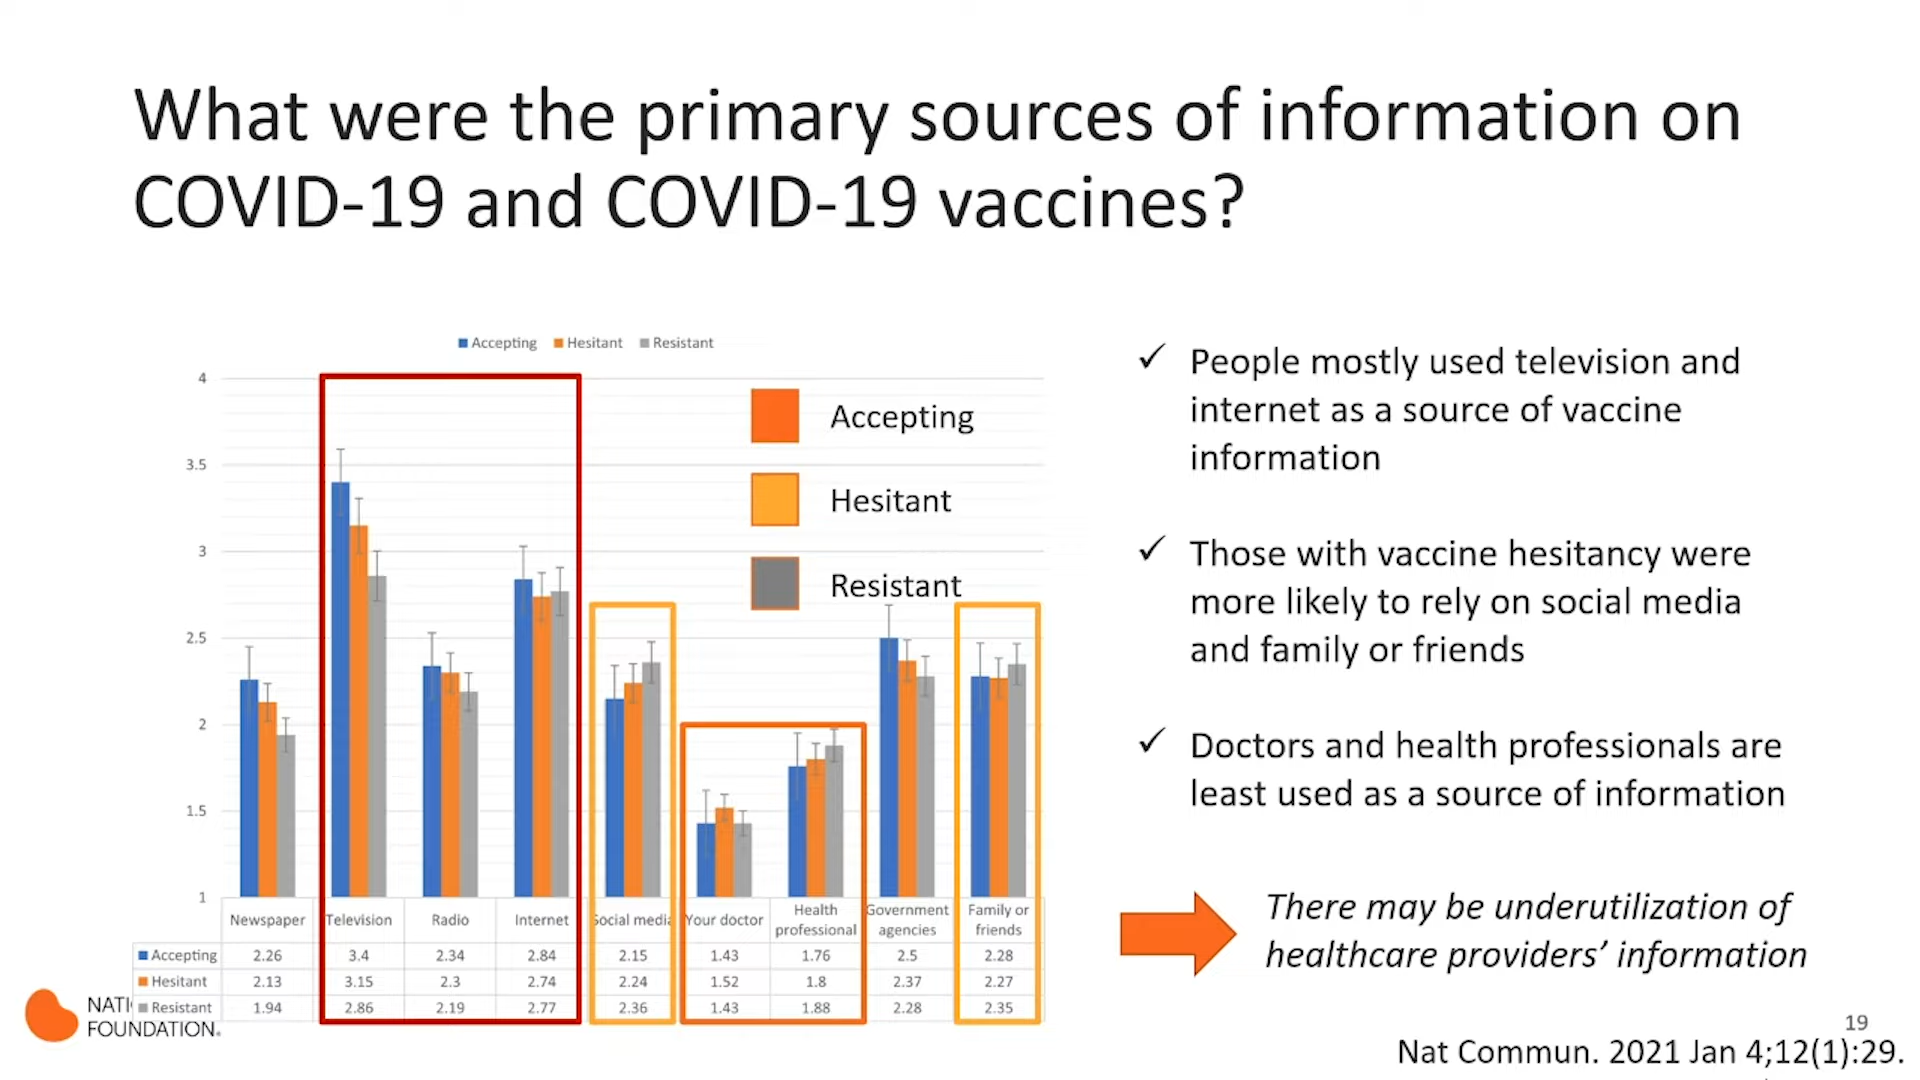 What were the primary sources of information on
COVID-19 and COVID-19 vaccines?
Accepting Hesitant Resistant
4
3.5
3
2.5
2
1.5
1
Accepting
Hesitant
Resistant
Newspaper Television Radio Internet Social media Your doctor Health professional Government agencies Family or friends
Accepting 2.26 3.4 2.34 2.84 2.15 1.43 1.76 2.5 2.28
Hesitant 2.13 3.15 2.3 2.74 2.24 1.52 1.8 2.37 2.27
Resistant 1.94 2.86 2.19 2.77 2.36 1.43 1.88 2.28 2.35
✓ People mostly used television and
internet as a source of vaccine
information
✓ Those with vaccine hesitancy were
more likely to rely on social media
and family or friends
✓ Doctors and health professionals are
least used as a source of information
There may be underutilization of
healthcare providers’ information
FOUNDATION.
19
Nat Commun. 2021 Jan 4;12(1):29.